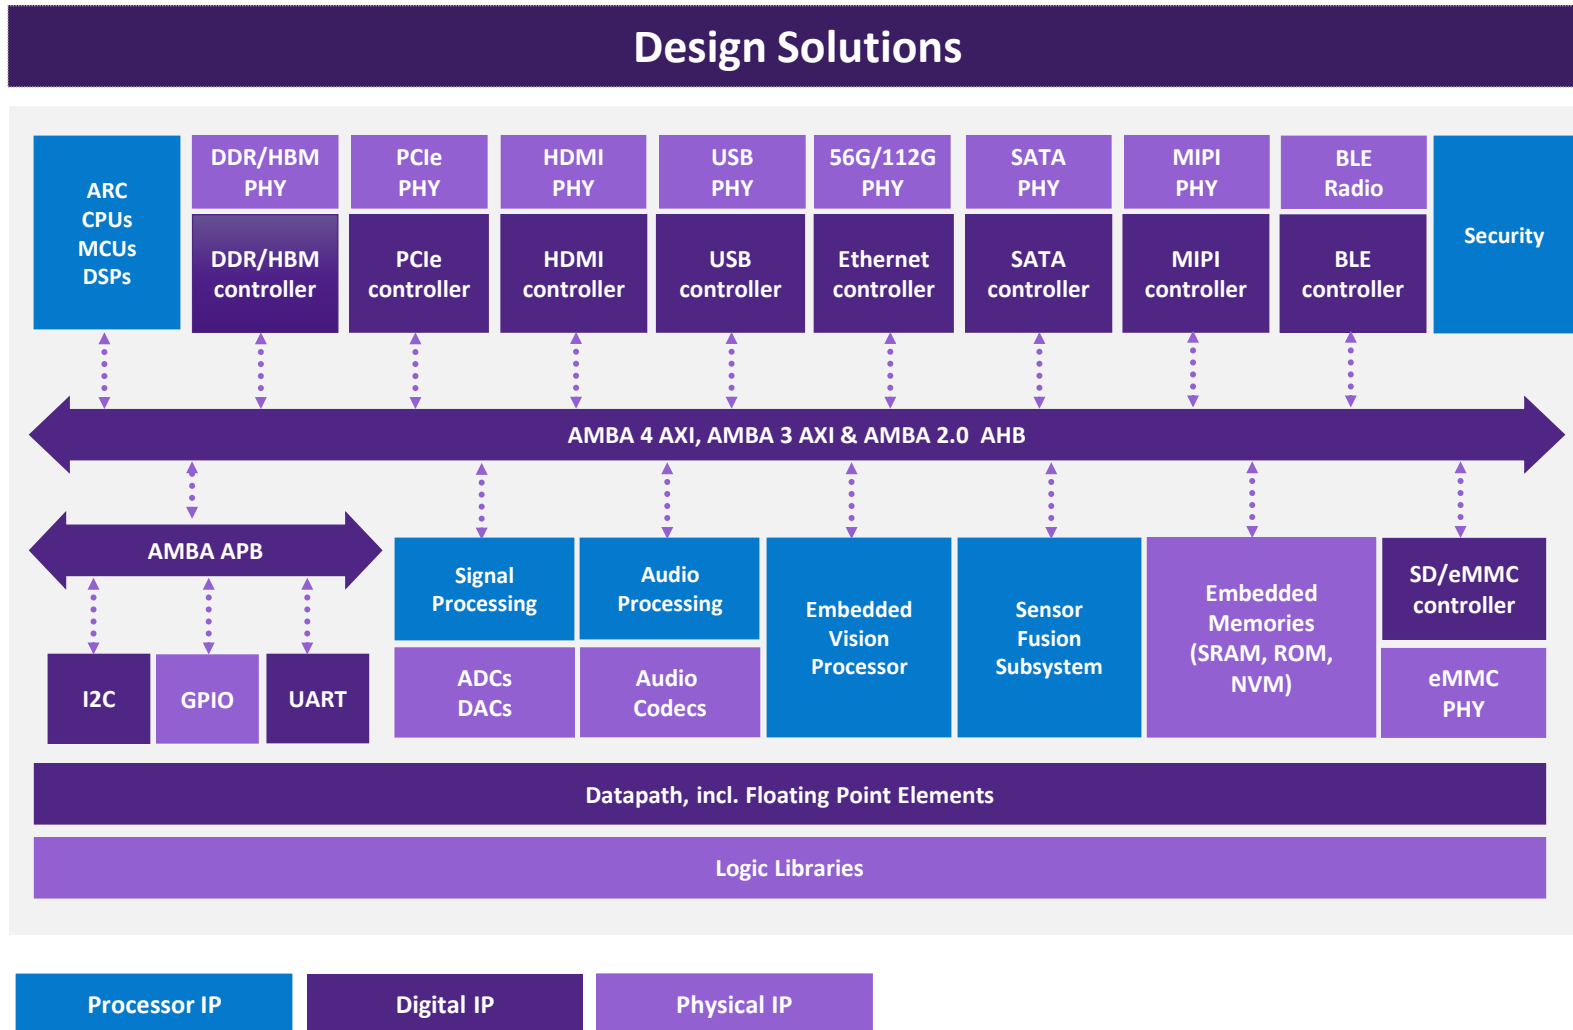 Design Solutions
ARC
CPUs
MCUs
DSPs
DDR/HBM
PHY
PCIe
PHY
HDMI
PHY
USB
PHY
56G/112G
PHY
SATA
PHY
MIPI
PHY
BLE
Radio
Security
DDR/HBM
controller
PCIe
controller
HDMI
controller
USB
controller
Ethernet
controller
SATA
controller
MIPI
controller
BLE
controller
AMBA 4 AXI, AMBA 3 AXI & AMBA 2.0 AHB
AMBA APB
I2C
GPIO
UART
Signal
Processing
ADCs
DACs
Audio
Processing
Audio
Codecs
Embedded
Vision
Processor
Sensor
Fusion
Subsystem
Embedded
Memories
(SRAM, ROM,
NVM)
SD/eMMC
controller
eMMC
PHY
Datapath, incl. Floating Point Elements
Logic Libraries
Processor IP
Digital IP
Physical IP